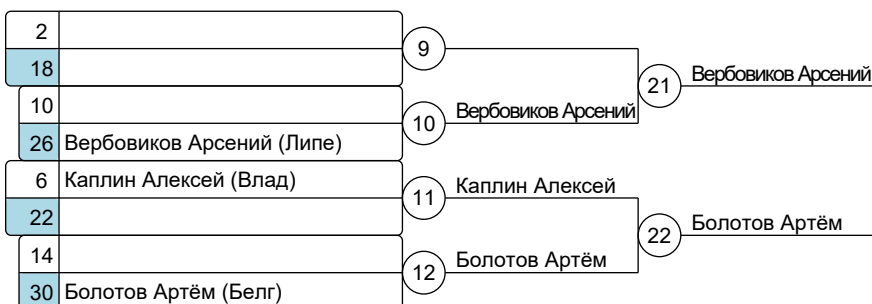 2
18
9
10
26 Вербовиков Арсений (Липе)
10 Вербовиков Арсений
21 Вербовиков Арсений
6 Каплин Алексей (Влад)
22
11 Каплин Алексей
14
30 Болотов Артём (Белг)
12 Болотов Артём
22 Болотов Артём